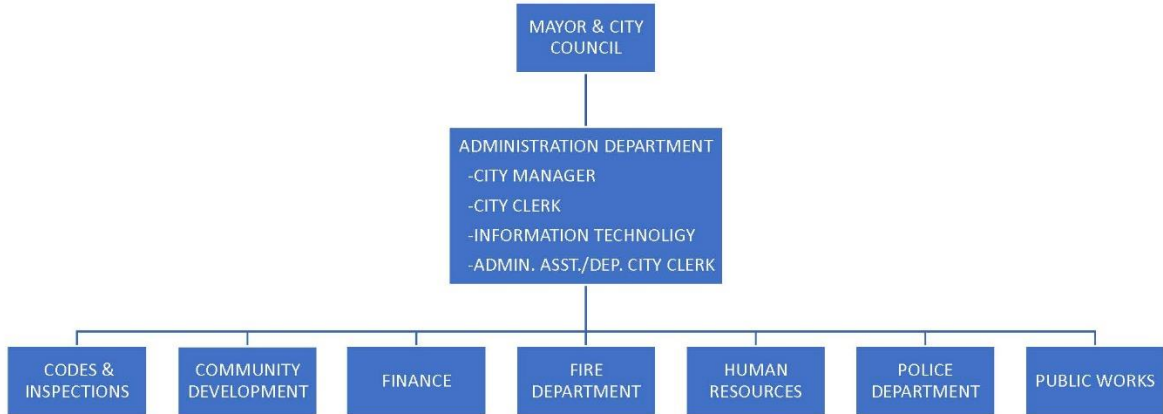 MAYOR & CITY
COUNCIL
ADMINISTRATION DEPARTMENT
-CITY MANAGER
-CITY CLERK
-INFORMATION TECHNOLIGY
-ADMIN. ASST./DEP. CITY CLERK
CODES &
INSPECTIONS
COMMUNITY
DEVELOPMENT
FINANCE
FIRE
DEPARTMENT
HUMAN
RESOURCES
POLICE
DEPARTMENT
PUBLIC WORKS